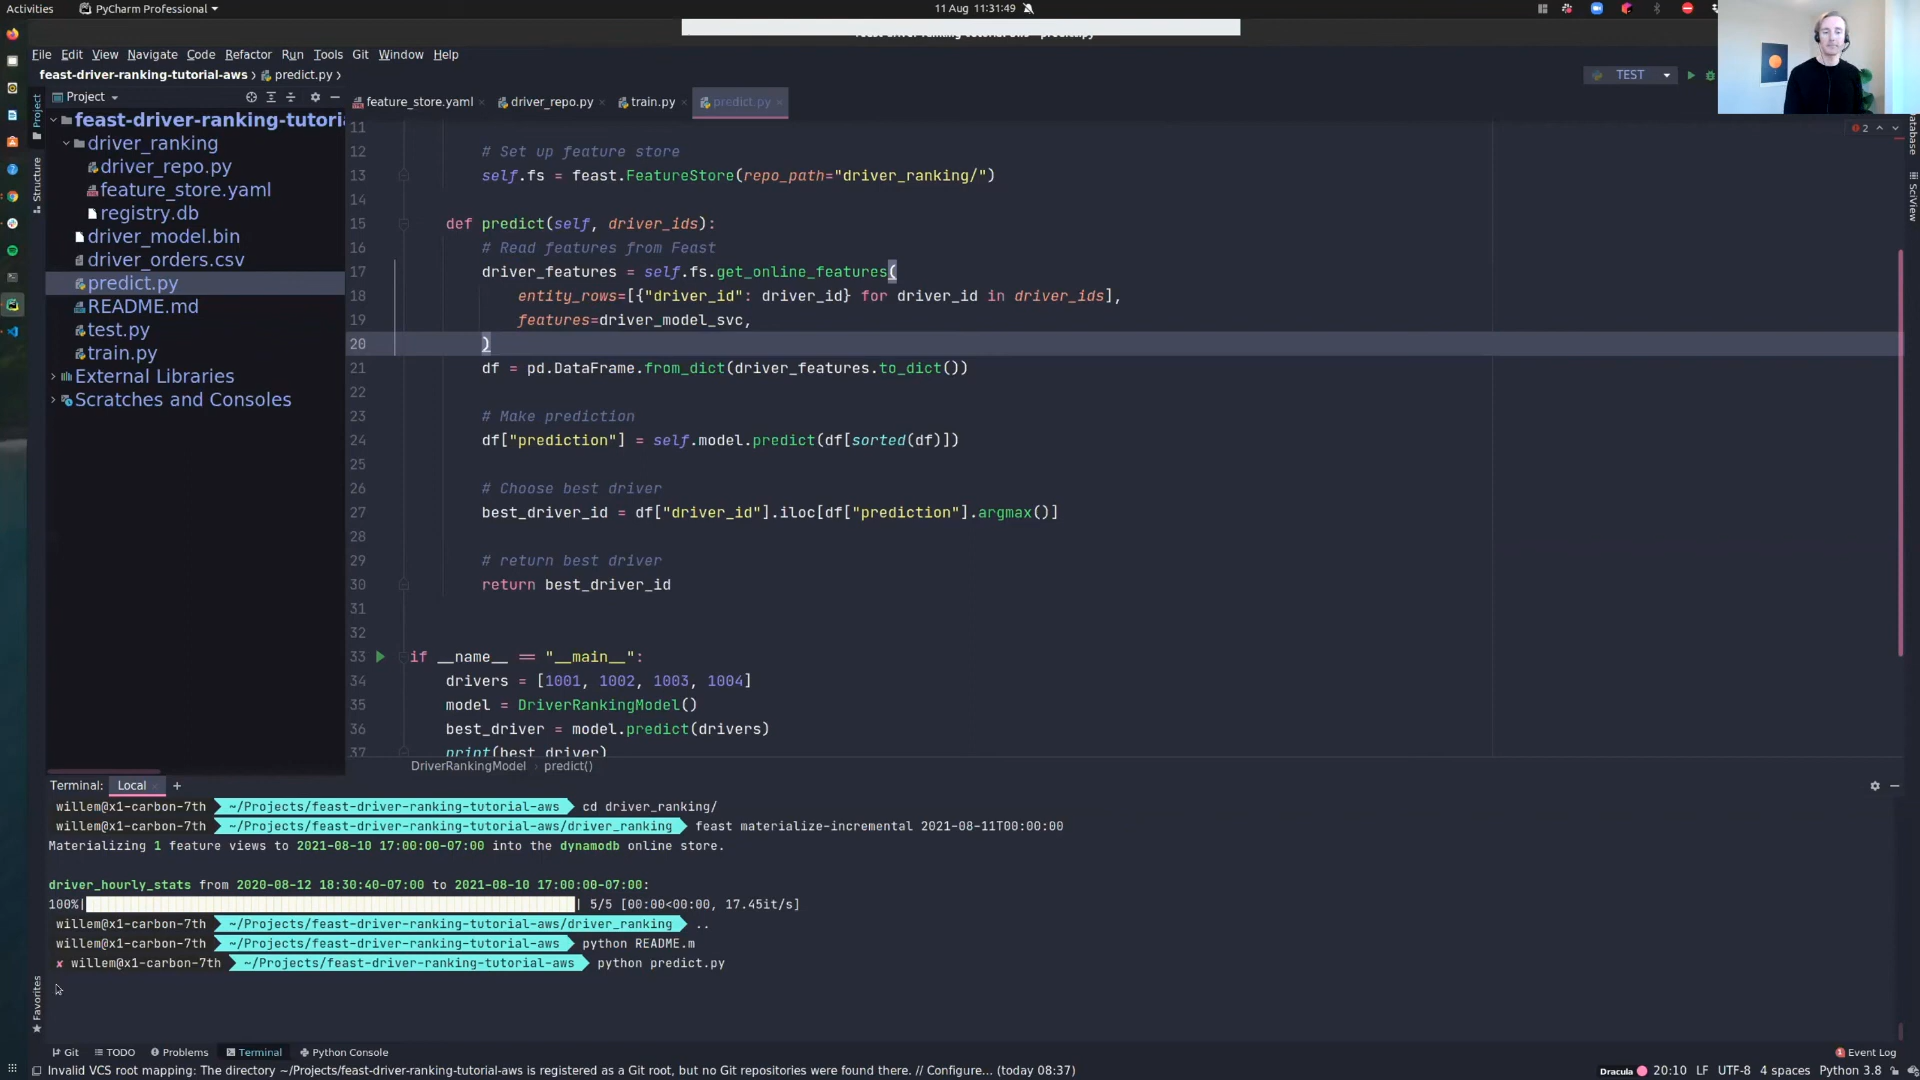 Activities
PyCharm Professional
11 Aug 11:31:49
File Edit View Navigate Code Refactor Run Tools Git Window Help
feast-driver-ranking-tutorial-aws › predict.py ›
TEST
Project
feature_store.yaml
driver_repo.py
train.py
predict.py
feast-driver-ranking-tutori
driver_ranking
driver_repo.py
feature_store.yaml
registry.db
driver_model.bin
driver_orders.csv
predict.py
README.md
test.py
train.py
External Libraries
Scratches and Consoles
Project
Structure
Favorites
SciView
2
11
12 # Set up feature store
13 self.fs = feast.FeatureStore(repo_path="driver_ranking/")
14
15 def predict(self, driver_ids):
16 # Read features from Feast
17 driver_features = self.fs.get_online_features(
18 entity_rows=[{"driver_id": driver_id} for driver_id in driver_ids],
19 features=driver_model_svc,
20 )
21 df = pd.DataFrame.from_dict(driver_features.to_dict())
22
23 # Make prediction
24 df["prediction"] = self.model.predict(df[sorted(df)])
25
26 # Choose best driver
27 best_driver_id = df["driver_id"].iloc[df["prediction"].argmax()]
28
29 # return best driver
30 return best_driver_id
31
32
33 if __name__ == "__main__":
34 drivers = [1001, 1002, 1003, 1004]
35 model = DriverRankingModel()
36 best_driver = model.predict(drivers)
37 print(best_driver)
DriverRankingModel › predict()
Terminal: Local +
willem@x1-carbon-7th ~/Projects/feast-driver-ranking-tutorial-aws cd driver_ranking/
willem@x1-carbon-7th ~/Projects/feast-driver-ranking-tutorial-aws/driver_ranking feast materialize-incremental 2021-08-11T00:00:00
Materializing 1 feature views to 2021-08-10 17:00:00-07:00 into the dynamodb online store.
driver_hourly_stats from 2020-08-12 18:30:40-07:00 to 2021-08-10 17:00:00-07:00:
100%| | 5/5 [00:00<00:00, 17.45it/s]
willem@x1-carbon-7th ~/Projects/feast-driver-ranking-tutorial-aws/driver_ranking ..
willem@x1-carbon-7th ~/Projects/feast-driver-ranking-tutorial-aws python README.m
✘ willem@x1-carbon-7th ~/Projects/feast-driver-ranking-tutorial-aws python predict.py
Git TODO Problems Terminal Python Console
1 Event Log
Invalid VCS root mapping: The directory ~/Projects/feast-driver-ranking-tutorial-aws is registered as a Git root, but no Git repositories were found there. // Configure... (today 08:37)
Dracula 20:10 LF UTF-8 4 spaces Python 3.8